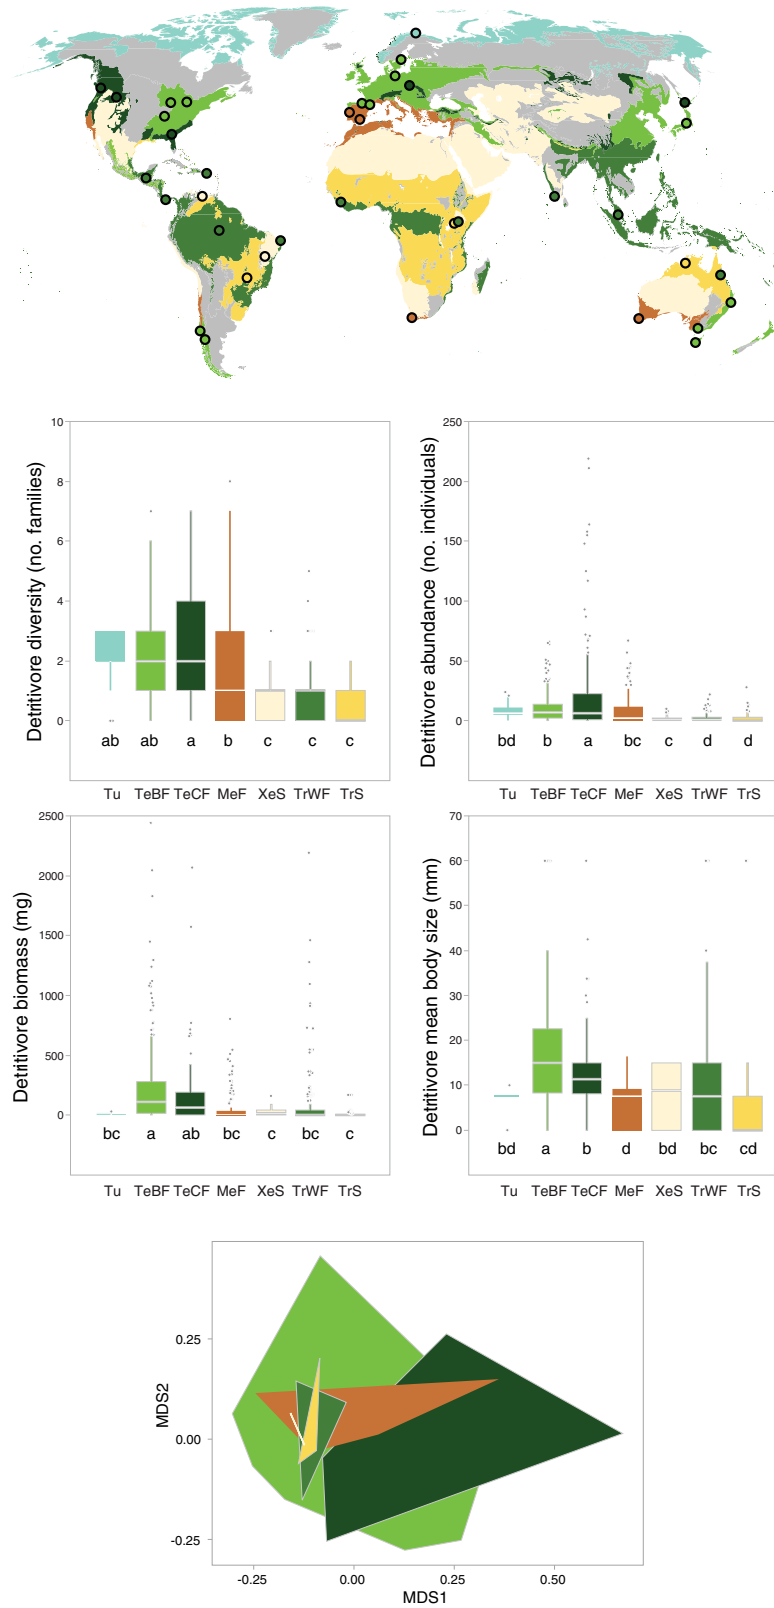 Detritivore diversity (no. families)
10
8
6
4
2
0
ab ab a b c c c
Tu TeBF TeCF MeF XeS TrWF TrS
Detritivore abundance (no. individuals)
250
200
150
100
50
0
bd b a bc c d d
Tu TeBF TeCF MeF XeS TrWF TrS
Detritivore biomass (mg)
2500
2000
1500
1000
500
0
bc a ab bc c bc c
Tu TeBF TeCF MeF XeS TrWF TrS
Detritivore mean body size (mm)
70
60
50
40
30
20
10
0
bd a b d bd bc cd
Tu TeBF TeCF MeF XeS TrWF TrS
MDS2
0.25
0.00
-0.25
-0.25 0.00 0.25 0.50
MDS1